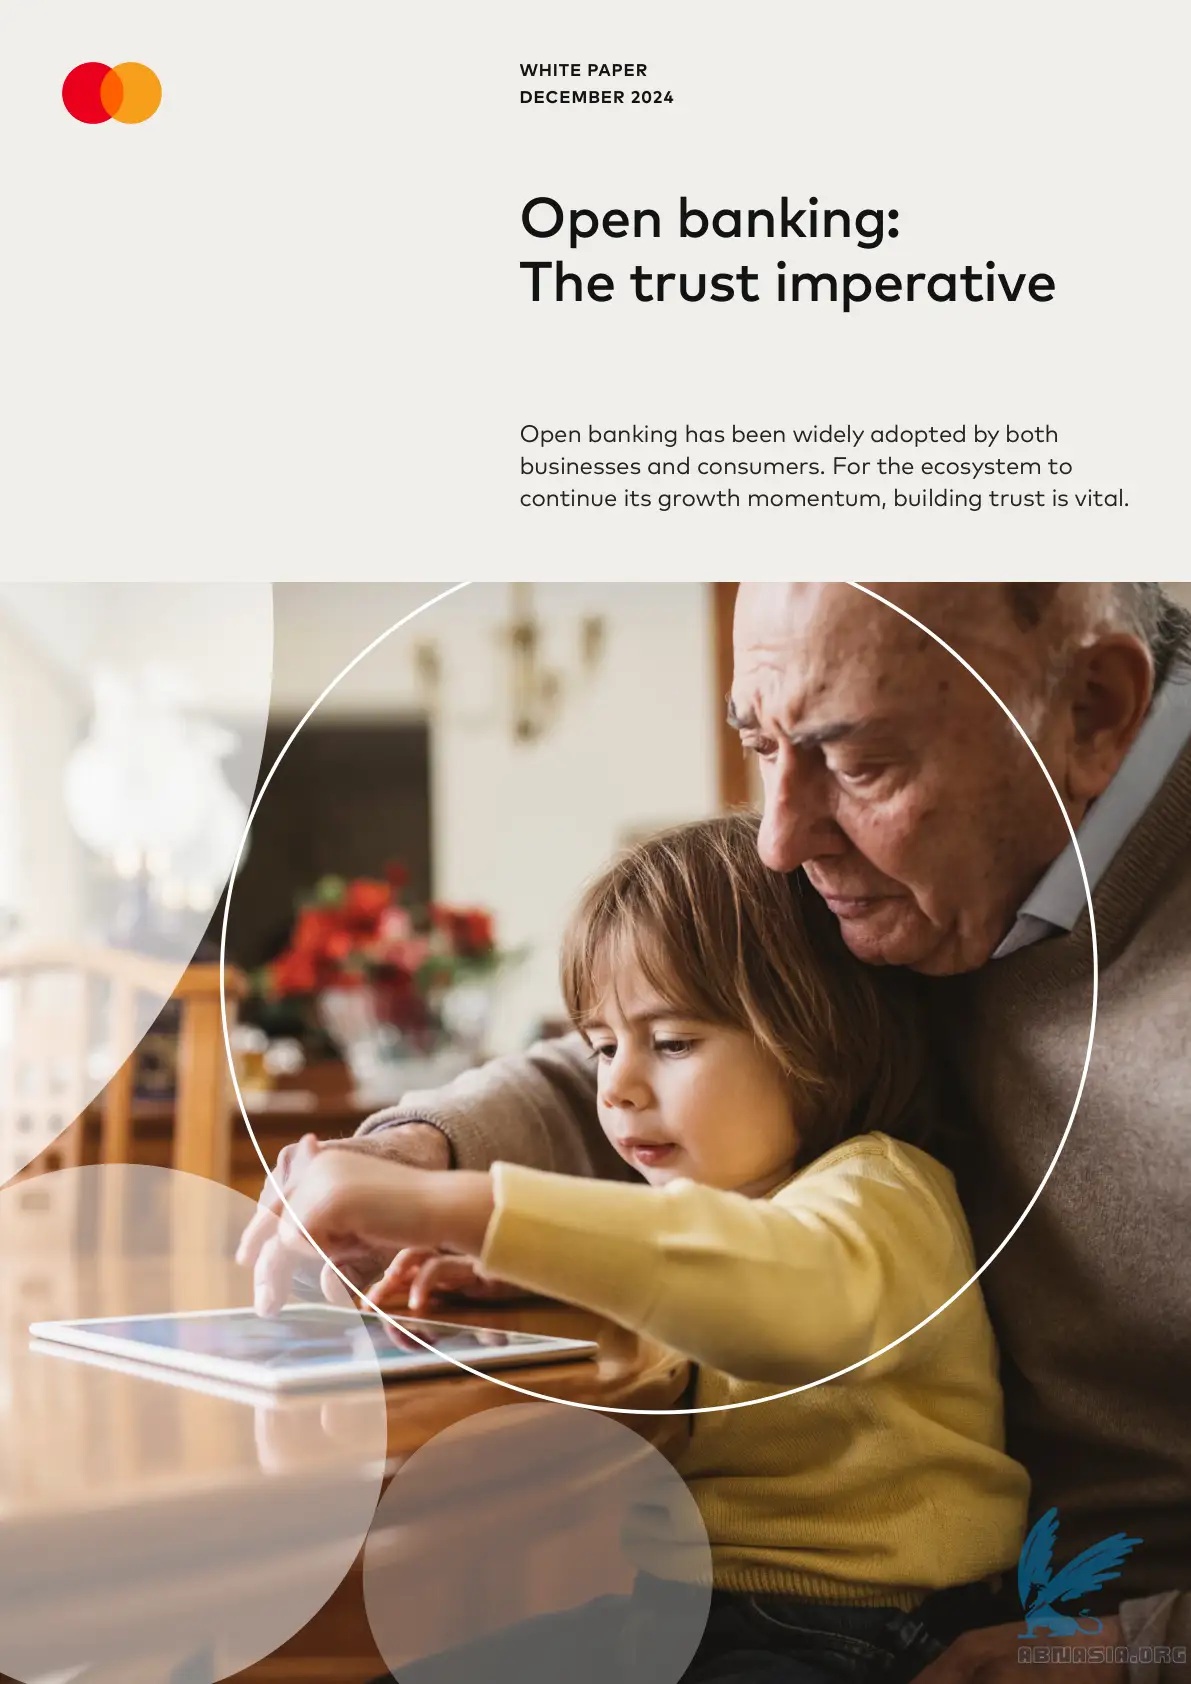 WHITE PAPER
DECEMBER 2024
Open banking:
The trust imperative
Open banking has been widely adopted by both
businesses and consumers. For the ecosystem to
continue its growth momentum, building trust is vital.
ABNASIA.ORG